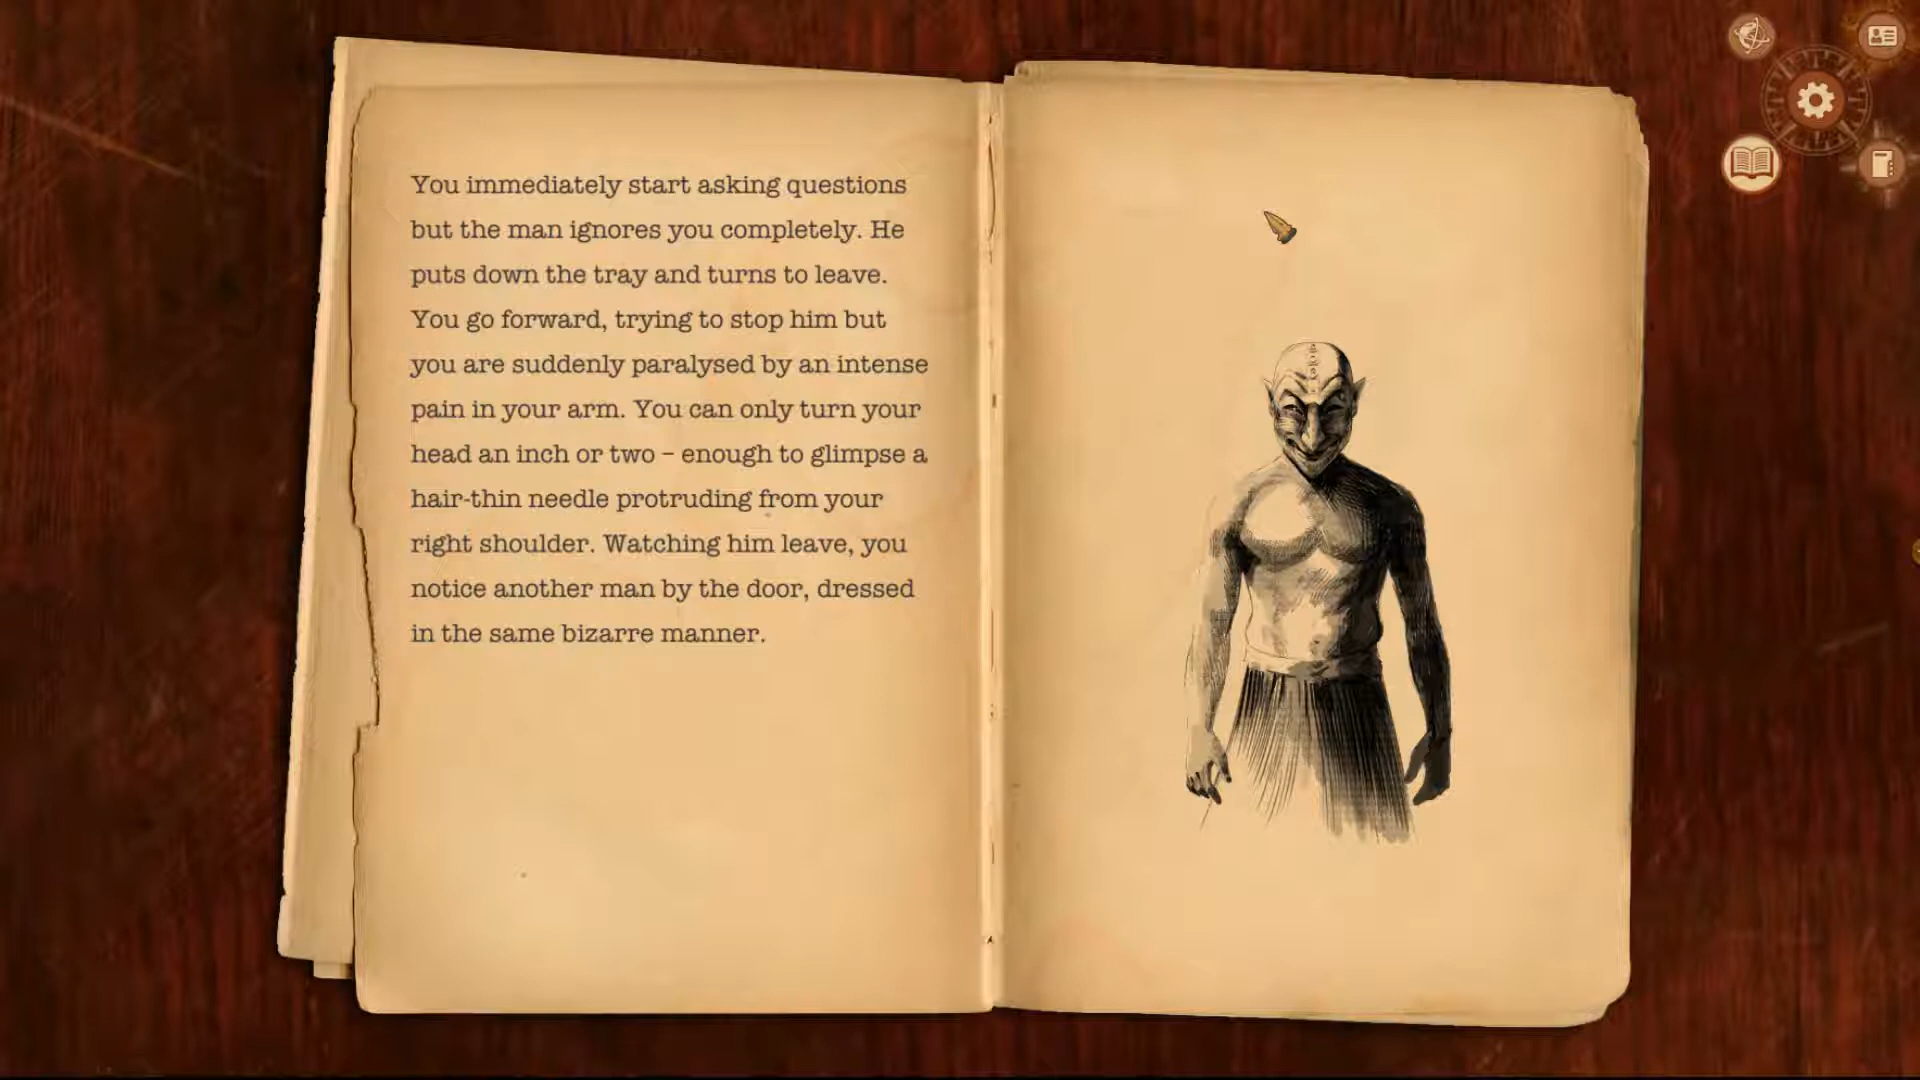 You immediately start asking questions
but the man ignores you completely. He
puts down the tray and turns to leave.
You go forward, trying to stop him but
you are suddenly paralysed by an intense
pain in your arm. You can only turn your
head an inch or two – enough to glimpse a
hair-thin needle protruding from your
right shoulder. Watching him leave, you
notice another man by the door, dressed
in the same bizarre manner.